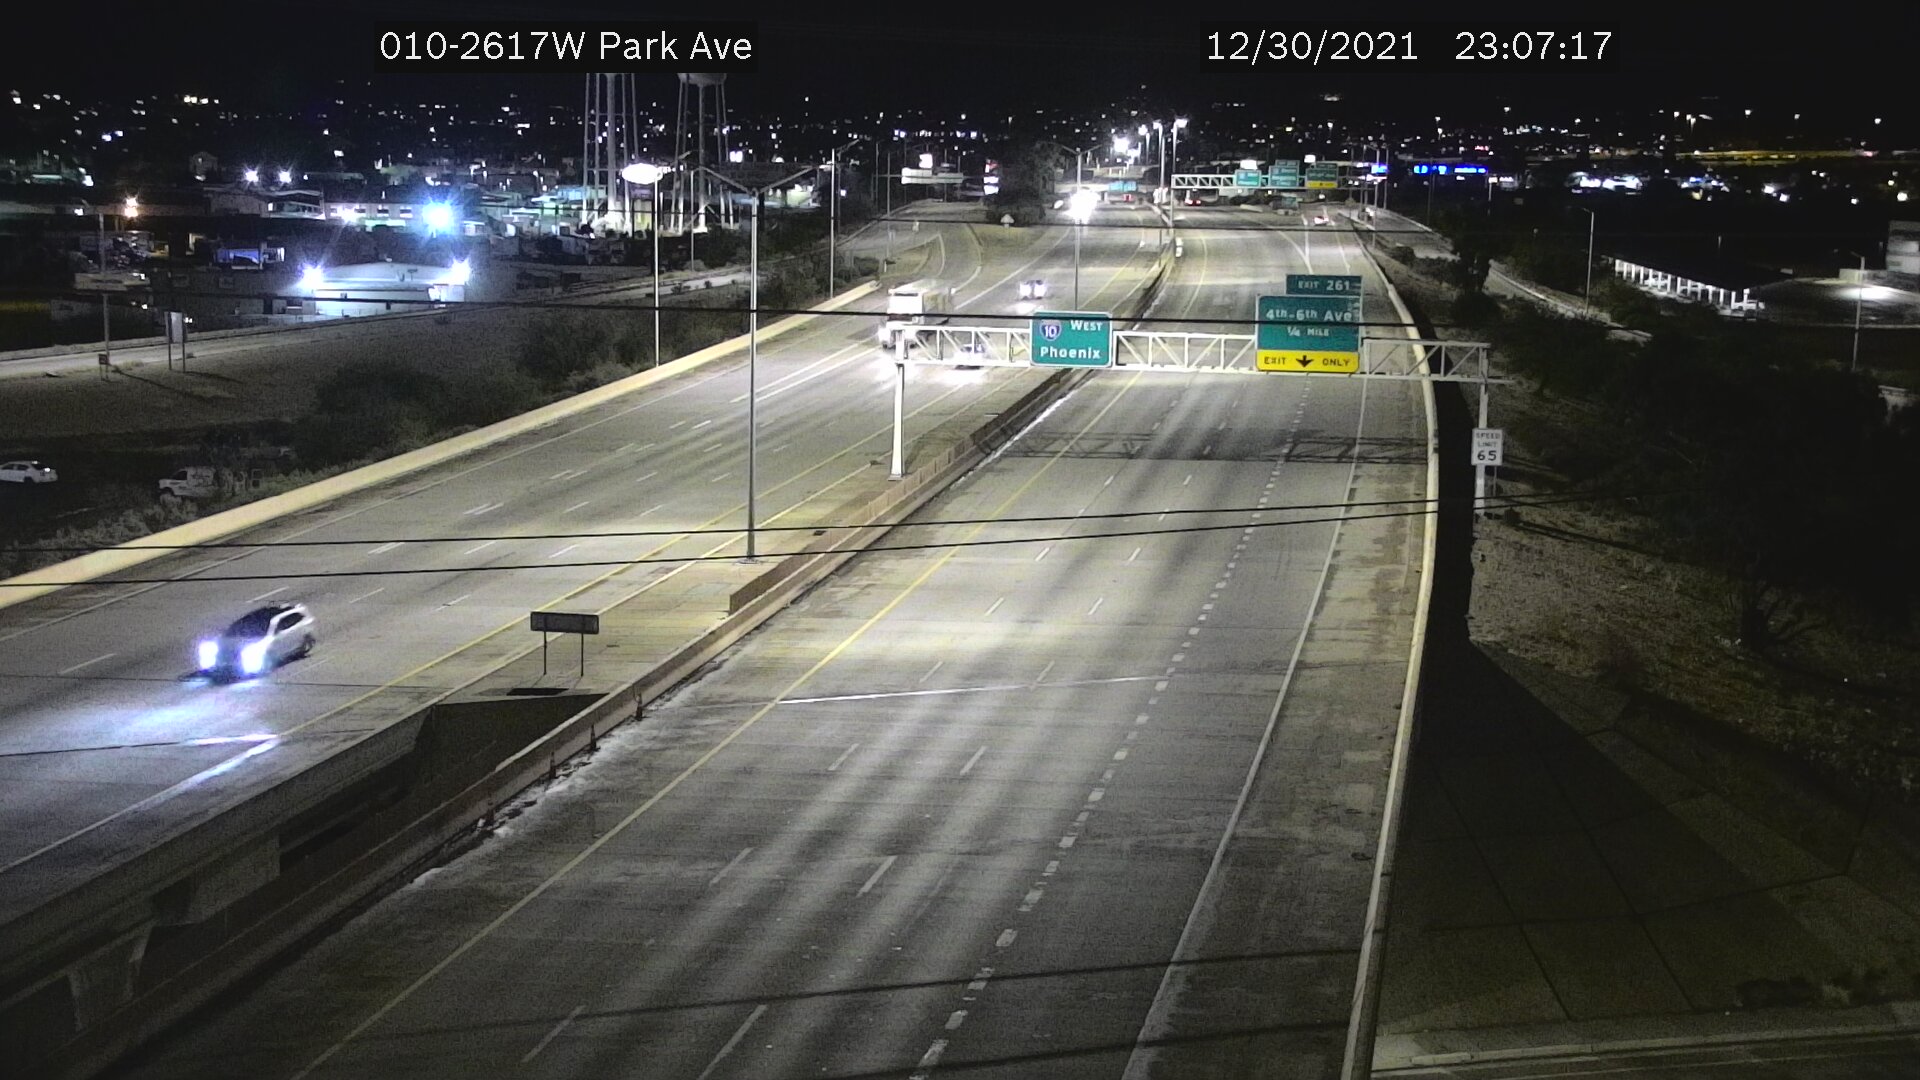 010-2617W Park Ave
12/30/2021 23:07:17
EXIT 261
4th-6th Ave
1/4 MILE
EXIT ONLY
10 WEST
Phoenix
SPEED
LIMIT
65